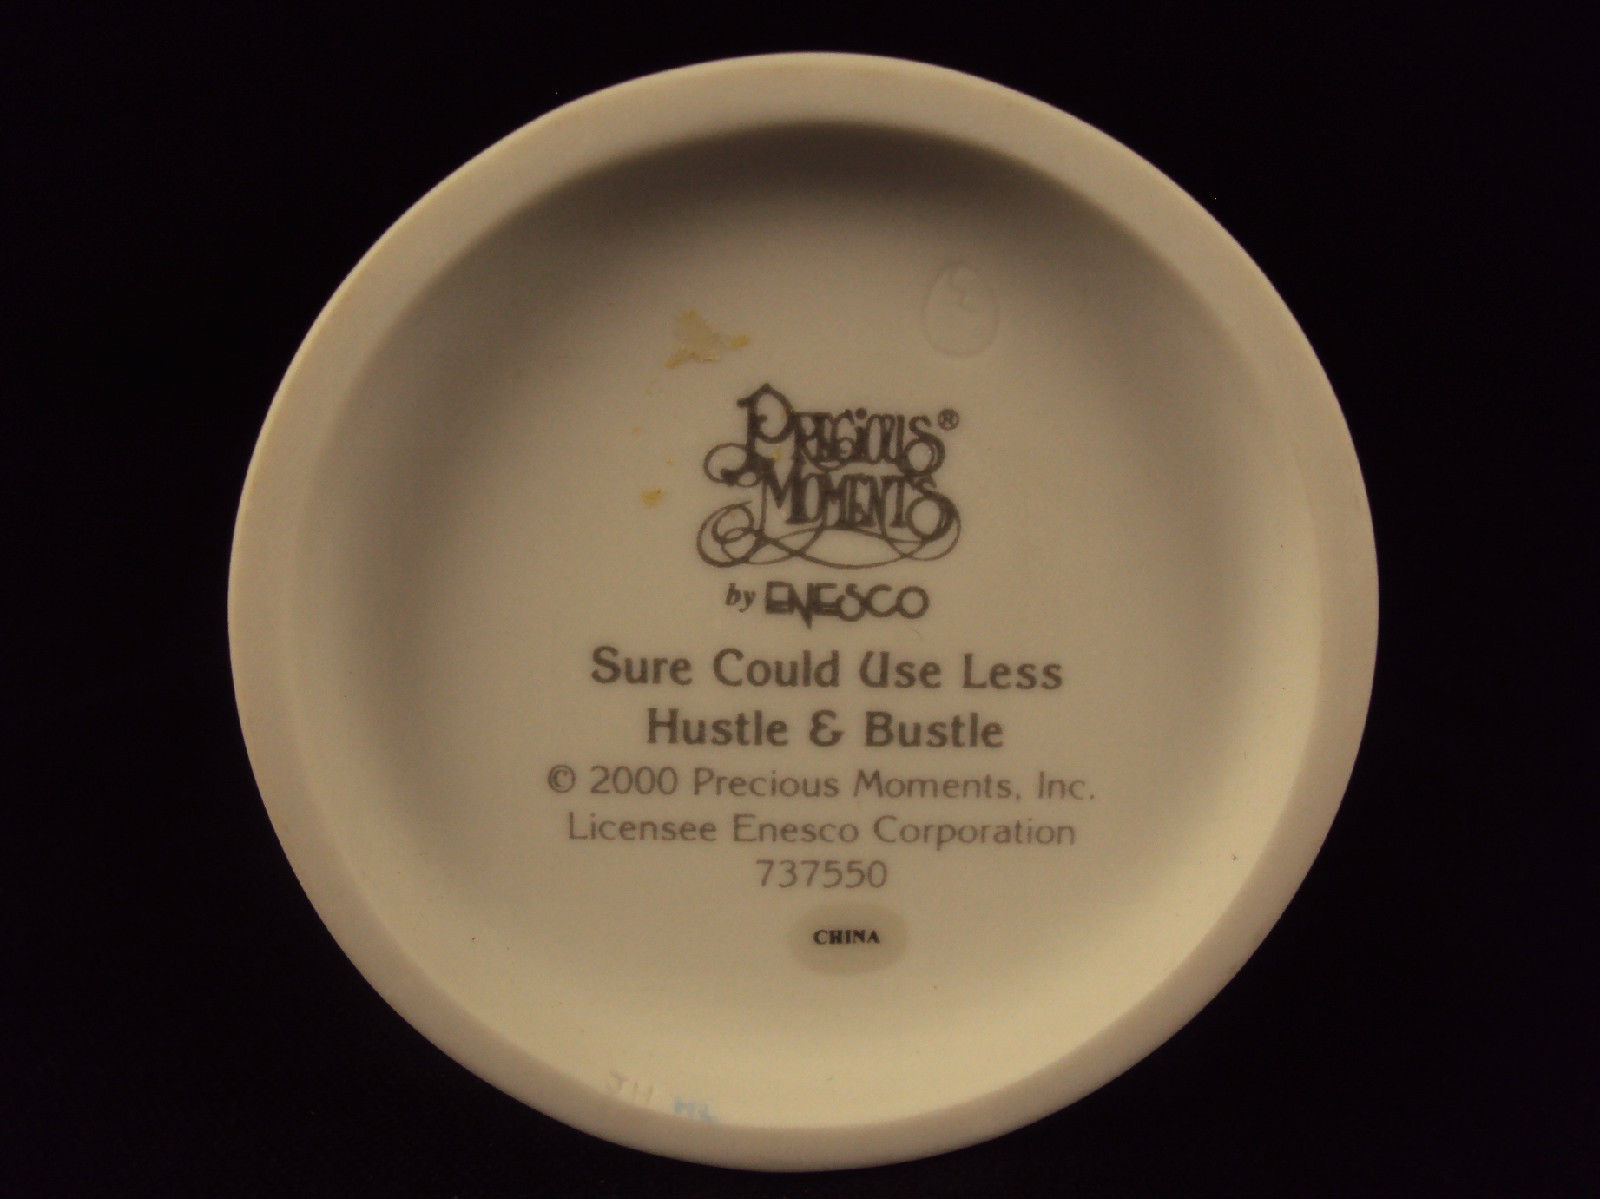 PRECIOUS®
MOMENTS
by ENESCO
Sure Could Use Less
Hustle & Bustle
© 2000 Precious Moments, Inc.
Licensee Enesco Corporation
737550
CHINA